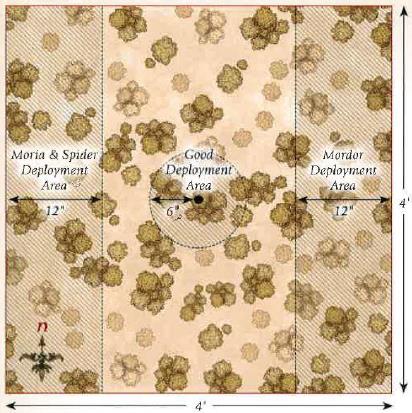 Moria & Spider
Deployment
Area
12"
Good
Deployment
Area
6"
Mordor
Deployment
Area
12"
4'
n
4'